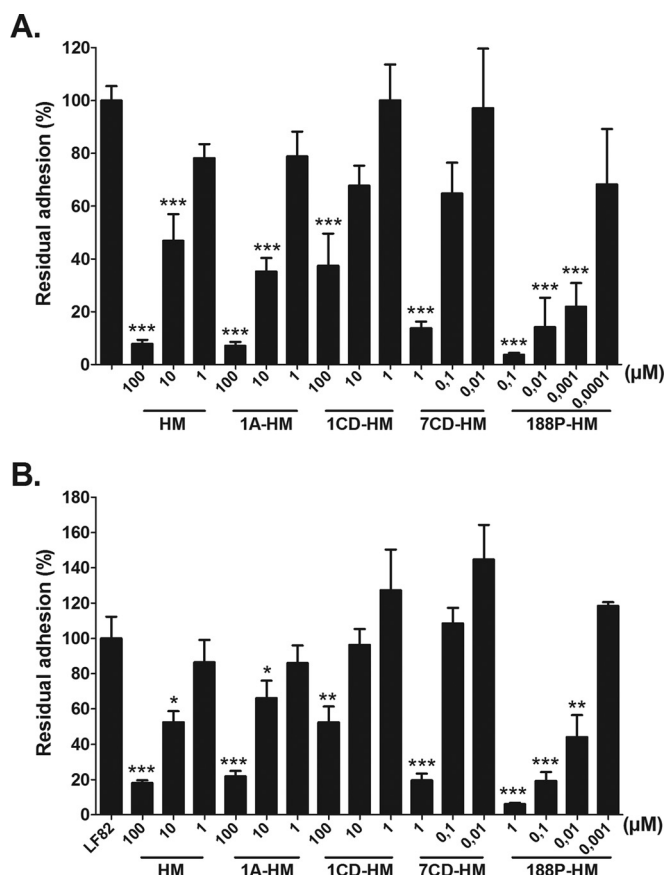 A.
Residual adhesion (%)
120
100
80
60
40
20
0
*** *** *** *** *** *** *** *** ***
100 10 1 100 10 1 100 10 1 1 0,1 0,01 0,1 0,01 0,001 0,0001 (µM)
HM 1A-HM 1CD-HM 7CD-HM 188P-HM
B.
Residual adhesion (%)
180
160
140
120
100
80
60
40
20
0
*** * *** * ** *** *** *** **
LF82 100 10 1 100 10 1 100 10 1 1 0,1 0,01 1 0,1 0,01 0,001 (µM)
HM 1A-HM 1CD-HM 7CD-HM 188P-HM